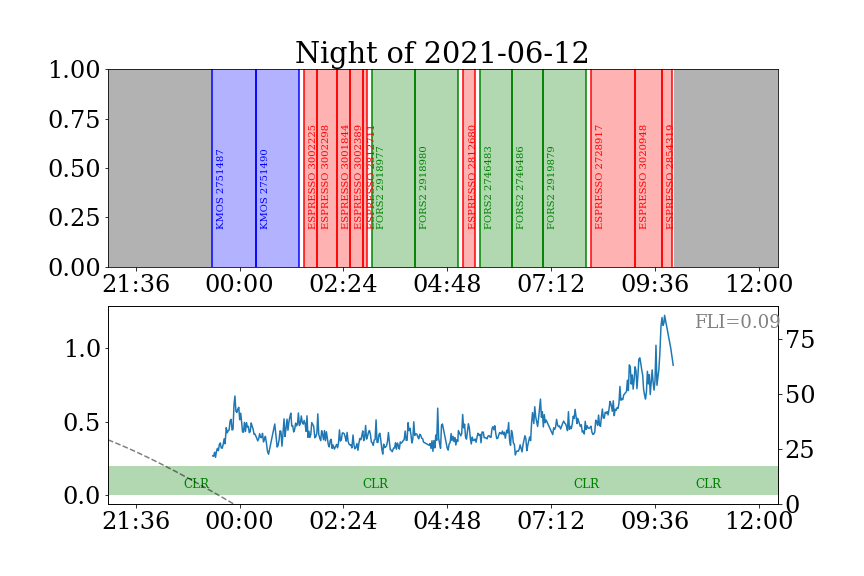 Night of 2021-06-12
1.00
0.75
0.50
0.25
0.00
KMOS 2751487
KMOS 2751490
ESPRESSO 3002225
ESPRESSO 3002298
ESPRESSO 3001844
ESPRESSO 3002389
ESPRESSO 2812711
FORS2 2918977
FORS2 2918980
ESPRESSO 2812680
FORS2 2746483
FORS2 2746486
FORS2 2919879
ESPRESSO 2728917
ESPRESSO 3020948
ESPRESSO 2854319
21:36 00:00 02:24 04:48 07:12 09:36 12:00
FLI=0.09
1.0
0.5
0.0
75
50
25
0
CLR CLR CLR CLR
21:36 00:00 02:24 04:48 07:12 09:36 12:00